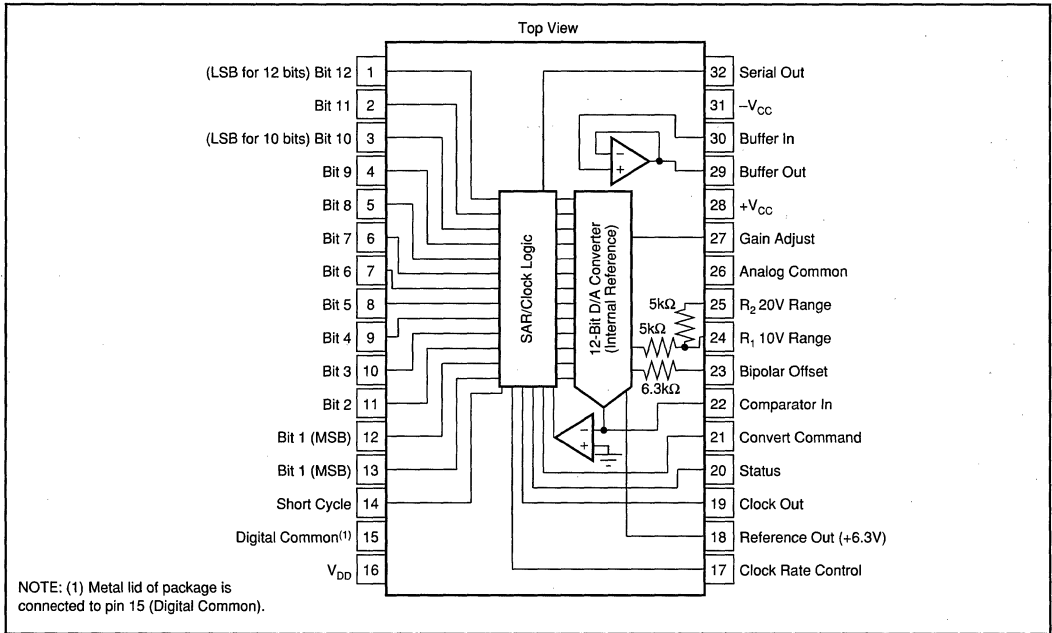 Top View
(LSB for 12 bits) Bit 12 1
Bit 11 2
(LSB for 10 bits) Bit 10 3
Bit 9 4
Bit 8 5
Bit 7 6
Bit 6 7
Bit 5 8
Bit 4 9
Bit 3 10
Bit 2 11
Bit 1 (MSB) 12
Bit 1 (MSB) 13
Short Cycle 14
Digital Common(1) 15
VDD 16
SAR/Clock Logic
12-Bit D/A Converter
(Internal Reference)
5kΩ
5kΩ
6.3kΩ
−
+
−
+
32 Serial Out
31 –VCC
30 Buffer In
29 Buffer Out
28 +VCC
27 Gain Adjust
26 Analog Common
25 R2 20V Range
24 R1 10V Range
23 Bipolar Offset
22 Comparator In
21 Convert Command
20 Status
19 Clock Out
18 Reference Out (+6.3V)
17 Clock Rate Control
NOTE: (1) Metal lid of package is
connected to pin 15 (Digital Common).